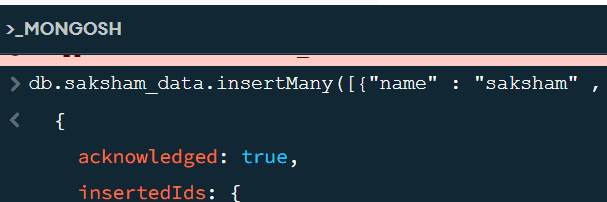 >_MONGOSH
> db.saksham_data.insertMany([{"name" : "saksham" ,
< {
acknowledged: true,
insertedIds: {